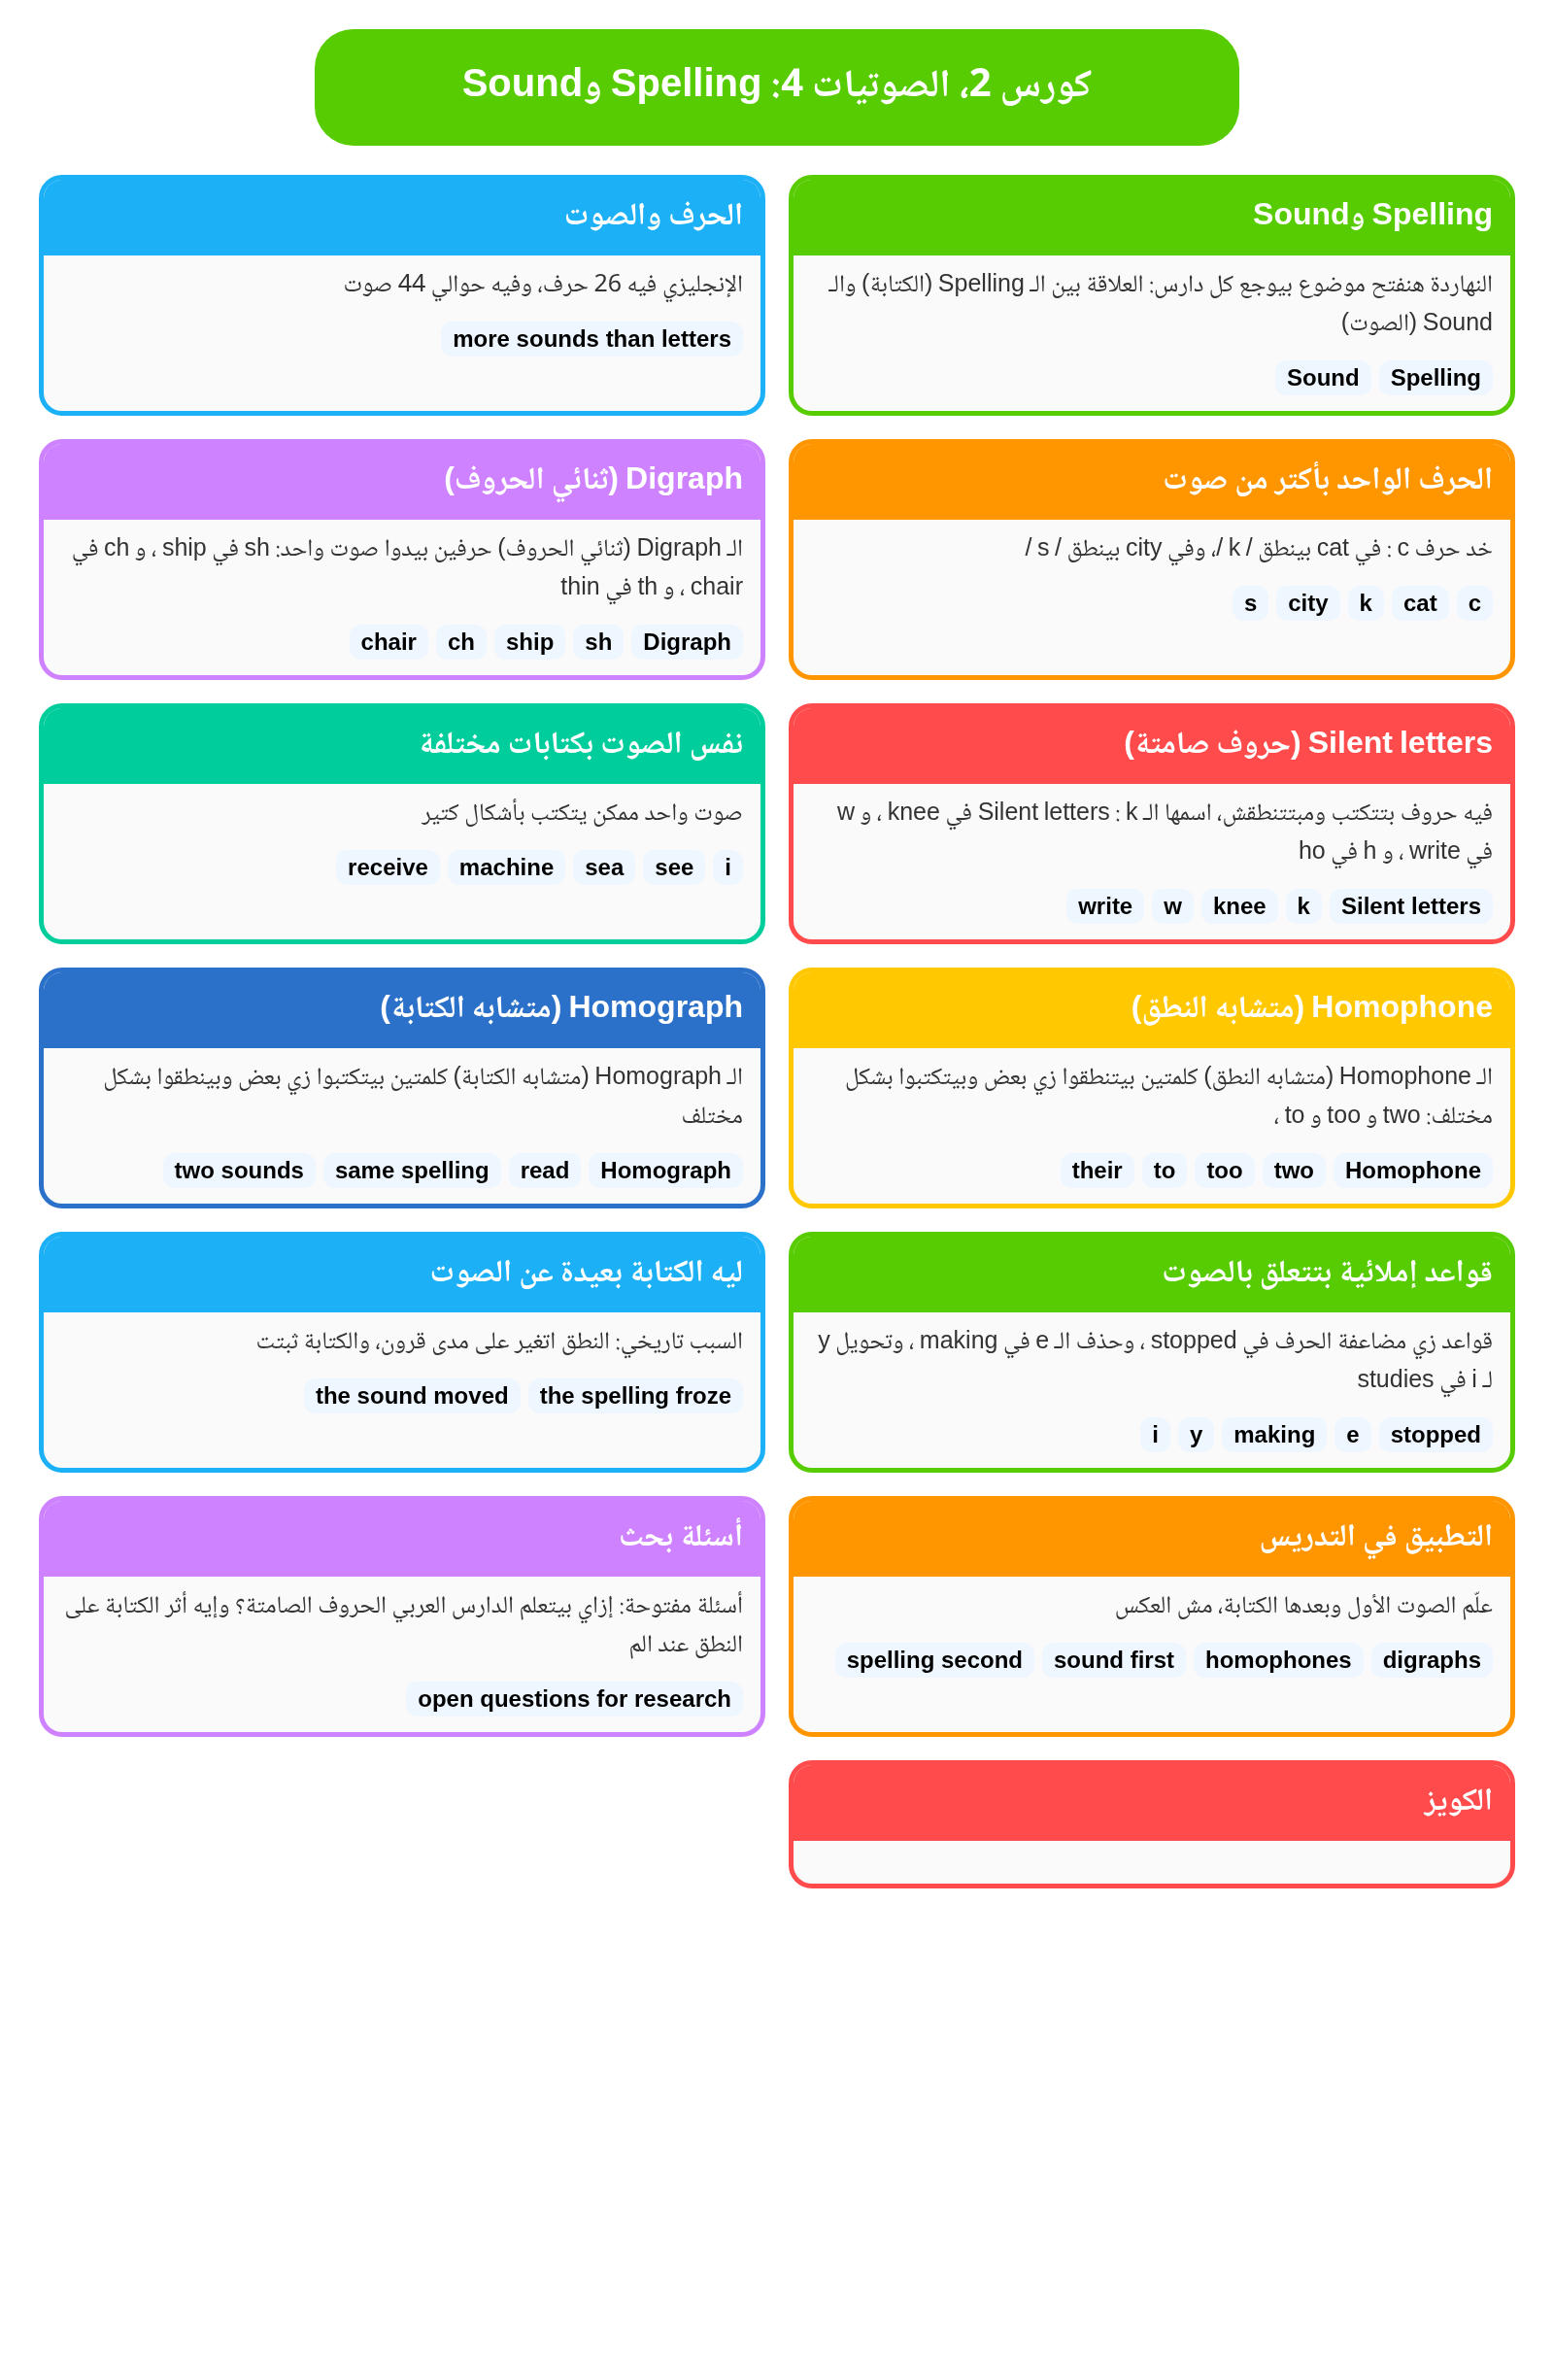 كورس 2، الصوتيات 4: Spelling وSound
Spelling وSound
النهاردة هنفتح موضوع بيوجع كل دارس: العلاقة بين الـ Spelling (الكتابة) والـ
Sound (الصوت)
Spelling Sound
الحرف والصوت
الإنجليزي فيه 26 حرف، وفيه حوالي 44 صوت
more sounds than letters
الحرف الواحد بأكتر من صوت
خد حرف c : في cat بينطق / k /، وفي city بينطق / s /
c cat k city s
Digraph (ثنائي الحروف)
الـ Digraph (ثنائي الحروف) حرفين بيدوا صوت واحد: sh في ship ، و ch في
chair ، و th في thin
Digraph sh ship ch chair
Silent letters (حروف صامتة)
فيه حروف بتتكتب ومبتتنطقش، اسمها الـ Silent letters : k في knee ، و w
في write ، و h في ho
Silent letters k knee w write
نفس الصوت بكتابات مختلفة
صوت واحد ممكن يتكتب بأشكال كتير
i see sea machine receive
Homophone (متشابه النطق)
الـ Homophone (متشابه النطق) كلمتين بيتنطقوا زي بعض وبيتكتبوا بشكل
مختلف: two و too و to ،
Homophone two too to their
Homograph (متشابه الكتابة)
الـ Homograph (متشابه الكتابة) كلمتين بيتكتبوا زي بعض وبينطقوا بشكل
مختلف
Homograph read same spelling two sounds
قواعد إملائية بتتعلق بالصوت
قواعد زي مضاعفة الحرف في stopped ، وحذف الـ e في making ، وتحويل y
لـ i في studies
stopped e making y i
ليه الكتابة بعيدة عن الصوت
السبب تاريخي: النطق اتغير على مدى قرون، والكتابة ثبتت
the spelling froze the sound moved
التطبيق في التدريس
علّم الصوت الأول وبعدها الكتابة، مش العكس
digraphs homophones sound first spelling second
أسئلة بحث
أسئلة مفتوحة: إزاي بيتعلم الدارس العربي الحروف الصامتة؟ وإيه أثر الكتابة على
النطق عند الم
open questions for research
الكويز